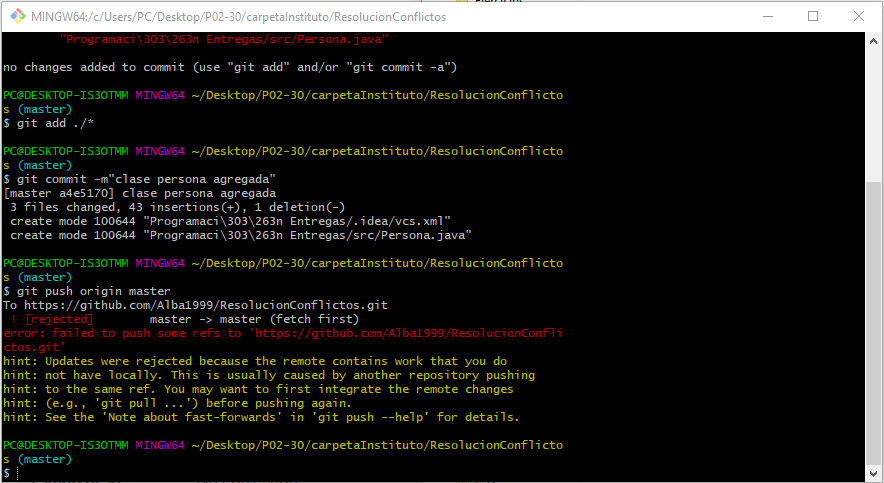 MINGW64:/c/Users/PC/Desktop/P02-30/carpetaInstituto/ResolucionConflictos
"Programaci\303\263n Entregas/src/Persona.java"
no changes added to commit (use "git add" and/or "git commit -a")
PC@DESKTOP-IS3OTMM MINGW64 ~/Desktop/P02-30/carpetaInstituto/ResolucionConflicto
s (master)
$ git add ./*
PC@DESKTOP-IS3OTMM MINGW64 ~/Desktop/P02-30/carpetaInstituto/ResolucionConflicto
s (master)
$ git commit -m"clase persona agregada"
[master a4e5170] clase persona agregada
3 files changed, 43 insertions(+), 1 deletion(-)
create mode 100644 "Programaci\303\263n Entregas/.idea/vcs.xml"
create mode 100644 "Programaci\303\263n Entregas/src/Persona.java"
PC@DESKTOP-IS3OTMM MINGW64 ~/Desktop/P02-30/carpetaInstituto/ResolucionConflicto
s (master)
$ git push origin master
To https://github.com/Alba1999/ResolucionConflictos.git
! [rejected]        master -> master (fetch first)
error: failed to push some refs to 'https://github.com/Alba1999/ResolucionConfli
ctos.git'
hint: Updates were rejected because the remote contains work that you do
hint: not have locally. This is usually caused by another repository pushing
hint: to the same ref. You may want to first integrate the remote changes
hint: (e.g., 'git pull ...') before pushing again.
hint: See the 'Note about fast-forwards' in 'git push --help' for details.
PC@DESKTOP-IS3OTMM MINGW64 ~/Desktop/P02-30/carpetaInstituto/ResolucionConflicto
s (master)
$